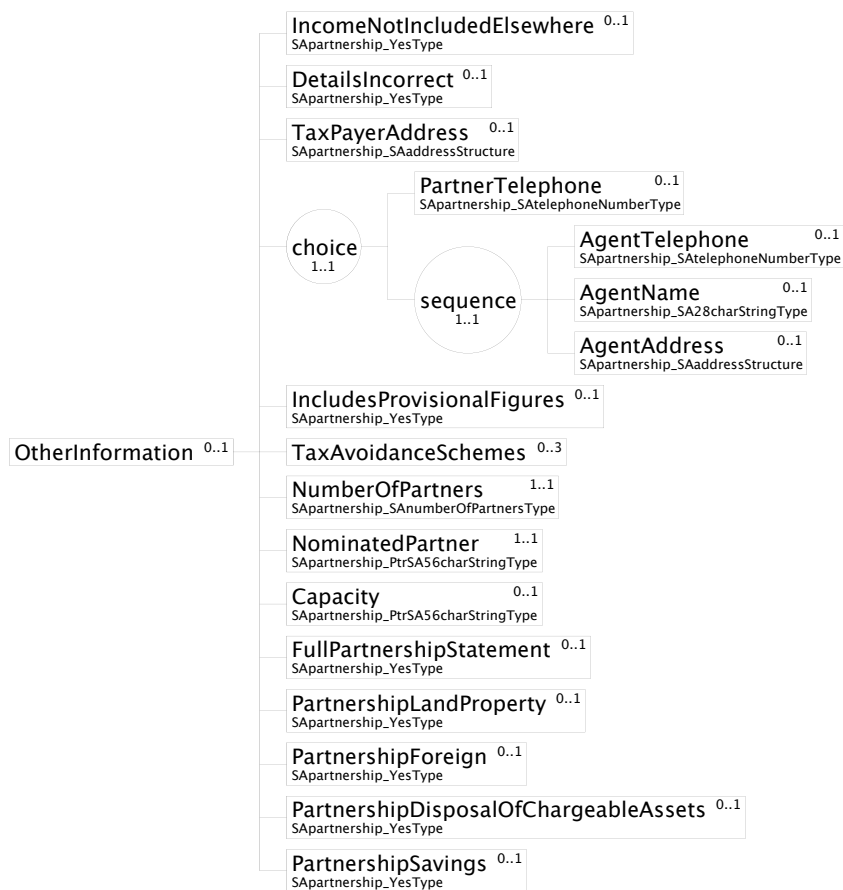 IncomeNotIncludedElsewhere 0..1
SApartnership_YesType
DetailsIncorrect 0..1
SApartnership_YesType
TaxPayerAddress 0..1
SApartnership_SAaddressStructure
PartnerTelephone 0..1
SApartnership_SAtelephoneNumberType
choice
1..1
AgentTelephone 0..1
SApartnership_SAtelephoneNumberType
sequence
1..1
AgentName 0..1
SApartnership_SA28charStringType
AgentAddress 0..1
SApartnership_SAaddressStructure
IncludesProvisionalFigures 0..1
SApartnership_YesType
OtherInformation 0..1
TaxAvoidanceSchemes 0..3
NumberOfPartners 1..1
SApartnership_SAnumberOfPartnersType
NominatedPartner 1..1
SApartnership_PtrSA56charStringType
Capacity 0..1
SApartnership_PtrSA56charStringType
FullPartnershipStatement 0..1
SApartnership_YesType
PartnershipLandProperty 0..1
SApartnership_YesType
PartnershipForeign 0..1
SApartnership_YesType
PartnershipDisposalOfChargeableAssets 0..1
SApartnership_YesType
PartnershipSavings 0..1
SApartnership_YesType